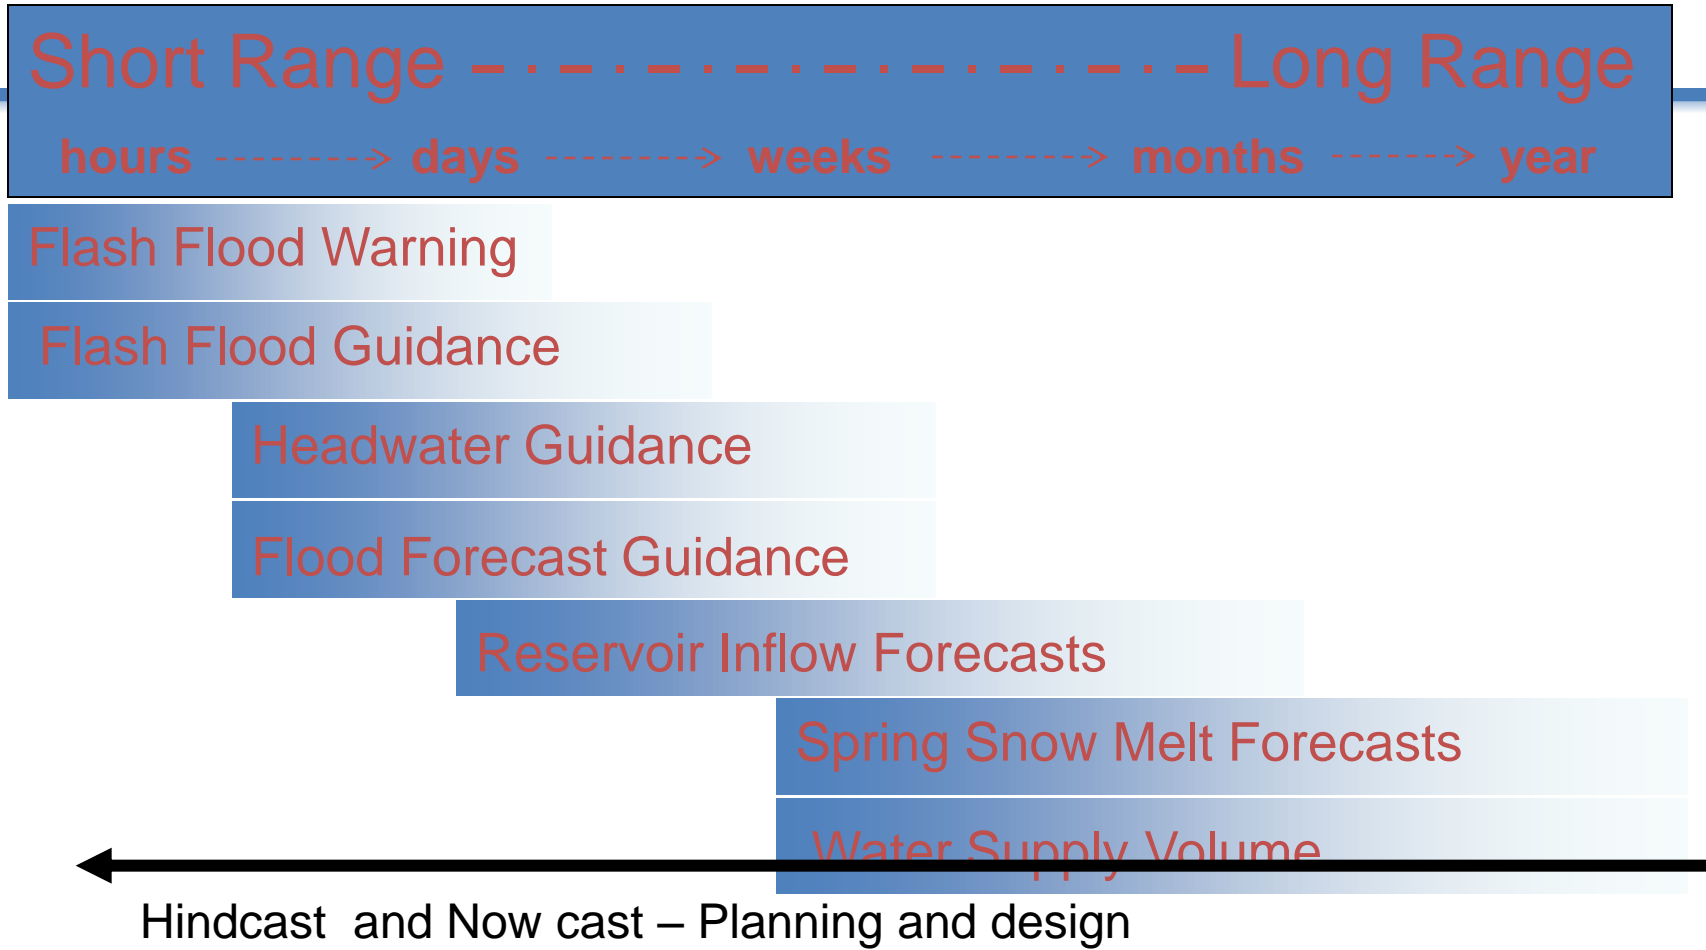 Short Range – · – · – · – · – · – · – · – · – Long Range
hours --------> days --------> weeks --------> months --------> year
Flash Flood Warning
Flash Flood Guidance
Headwater Guidance
Flood Forecast Guidance
Reservoir Inflow Forecasts
Spring Snow Melt Forecasts
Water Supply Volume
Hindcast and Now cast – Planning and design